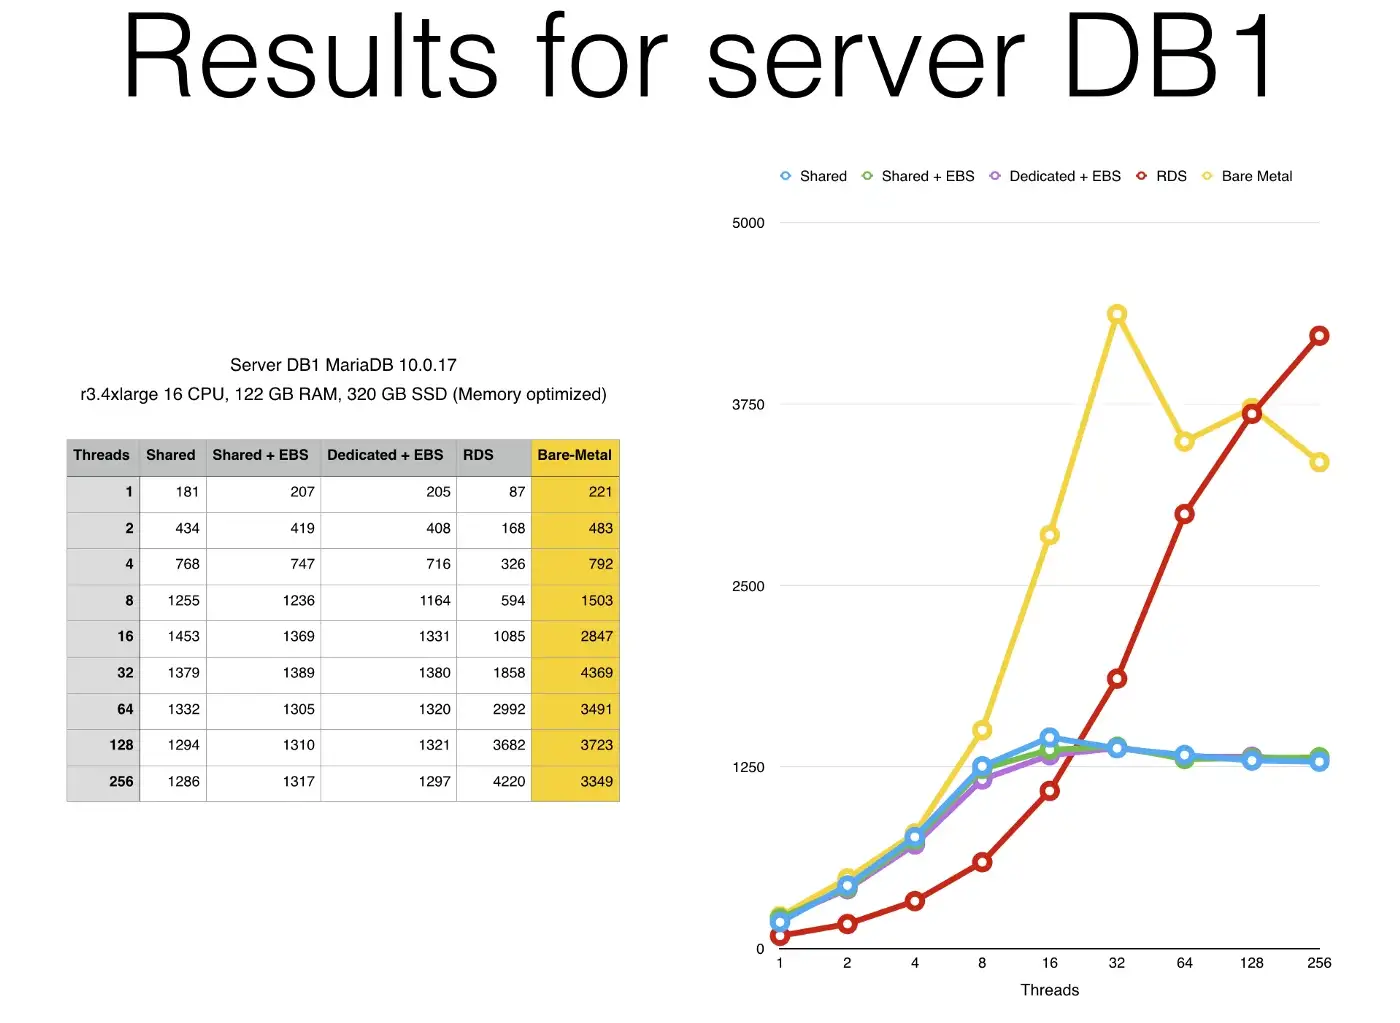 Results for server DB1
Server DB1 MariaDB 10.0.17
r3.4xlarge 16 CPU, 122 GB RAM, 320 GB SSD (Memory optimized)
Threads Shared Shared + EBS Dedicated + EBS RDS Bare-Metal
1 181 207 205 87 221
2 434 419 408 168 483
4 768 747 716 326 792
8 1255 1236 1164 594 1503
16 1453 1369 1331 1085 2847
32 1379 1389 1380 1858 4369
64 1332 1305 1320 2992 3491
128 1294 1310 1321 3682 3723
256 1286 1317 1297 4220 3349
Shared Shared + EBS Dedicated + EBS RDS Bare Metal
5000
3750
2500
1250
0
1 2 4 8 16 32 64 128 256
Threads